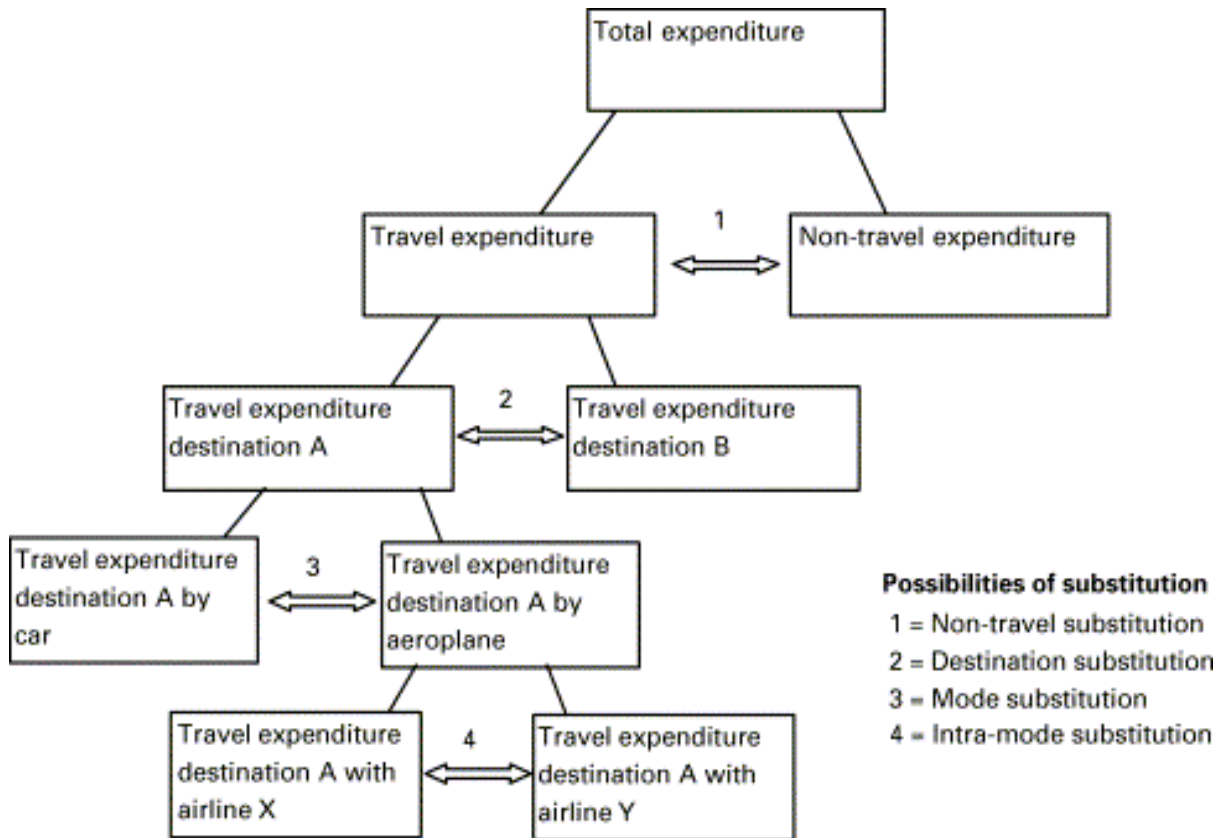 Total expenditure
1
Travel expenditure
Non-travel expenditure
2
Travel expenditure
destination A
Travel expenditure
destination B
3
Travel expenditure
destination A by
car
Travel expenditure
destination A by
aeroplane
4
Travel expenditure
destination A with
airline X
Travel expenditure
destination A with
airline Y
Possibilities of substitution
1 = Non-travel substitution
2 = Destination substitution
3 = Mode substitution
4 = Intra-mode substitution